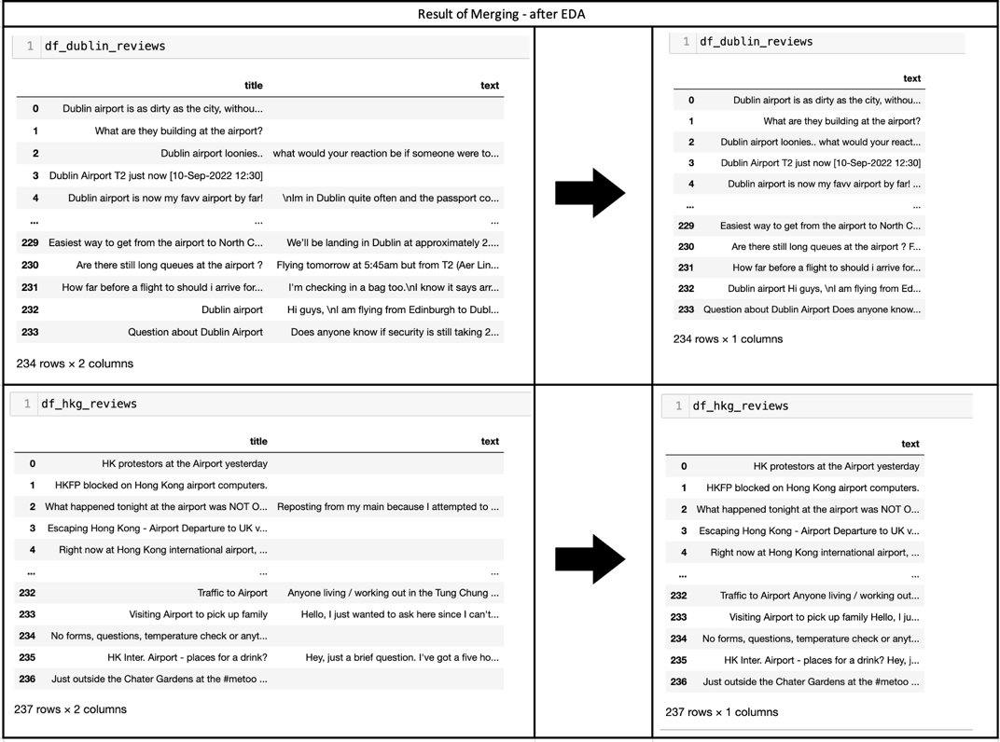 Result of Merging - after EDA
1 df_dublin_reviews
title text
0 Dublin airport is as dirty as the city, withou...
1 What are they building at the airport?
2 Dublin airport loonies.. what would your reaction be if someone were to...
3 Dublin Airport T2 just now [10-Sep-2022 12:30]
4 Dublin airport is now my favv airport by far! \nIm in Dublin quite often and the passport co...
... ... ...
229 Easiest way to get from the airport to North C... We'll be landing in Dublin at approximately 2....
230 Are there still long queues at the airport ? Flying tomorrow at 5:45am but from T2 (Aer Lin...
231 How far before a flight to should i arrive for... I'm checking in a bag too.\nI know it says arr...
232 Dublin airport Hi guys, \nI am flying from Edinburgh to Dubl...
233 Question about Dublin Airport Does anyone know if security is still taking 2...
234 rows × 2 columns
1 df_dublin_reviews
text
0 Dublin airport is as dirty as the city, withou...
1 What are they building at the airport?
2 Dublin airport loonies.. what would your react...
3 Dublin Airport T2 just now [10-Sep-2022 12:30]
4 Dublin airport is now my favv airport by far! ...
... ...
229 Easiest way to get from the airport to North C...
230 Are there still long queues at the airport ? F...
231 How far before a flight to should i arrive for...
232 Dublin airport Hi guys, \nI am flying from Ed...
233 Question about Dublin Airport Does anyone know...
234 rows × 1 columns
1 df_hkg_reviews
title text
0 HK protestors at the Airport yesterday
1 HKFP blocked on Hong Kong airport computers.
2 What happened tonight at the airport was NOT O... Reposting from my main because I attempted to ...
3 Escaping Hong Kong - Airport Departure to UK v...
4 Right now at Hong Kong international airport, ...
... ... ...
232 Traffic to Airport Anyone living / working out in the Tung Chung ...
233 Visiting Airport to pick up family Hello, I just wanted to ask here since I can't...
234 No forms, questions, temperature check or anyt...
235 HK Inter. Airport - places for a drink? Hey, just a brief question. I've got a five ho...
236 Just outside the Chater Gardens at the #metoo ...
237 rows × 2 columns
1 df_hkg_reviews
text
0 HK protestors at the Airport yesterday
1 HKFP blocked on Hong Kong airport computers.
2 What happened tonight at the airport was NOT O...
3 Escaping Hong Kong - Airport Departure to UK v...
4 Right now at Hong Kong international airport, ...
... ...
232 Traffic to Airport Anyone living / working out...
233 Visiting Airport to pick up family Hello, I ju...
234 No forms, questions, temperature check or anyt...
235 HK Inter. Airport - places for a drink? Hey, j...
236 Just outside the Chater Gardens at the #metoo ...
237 rows × 1 columns